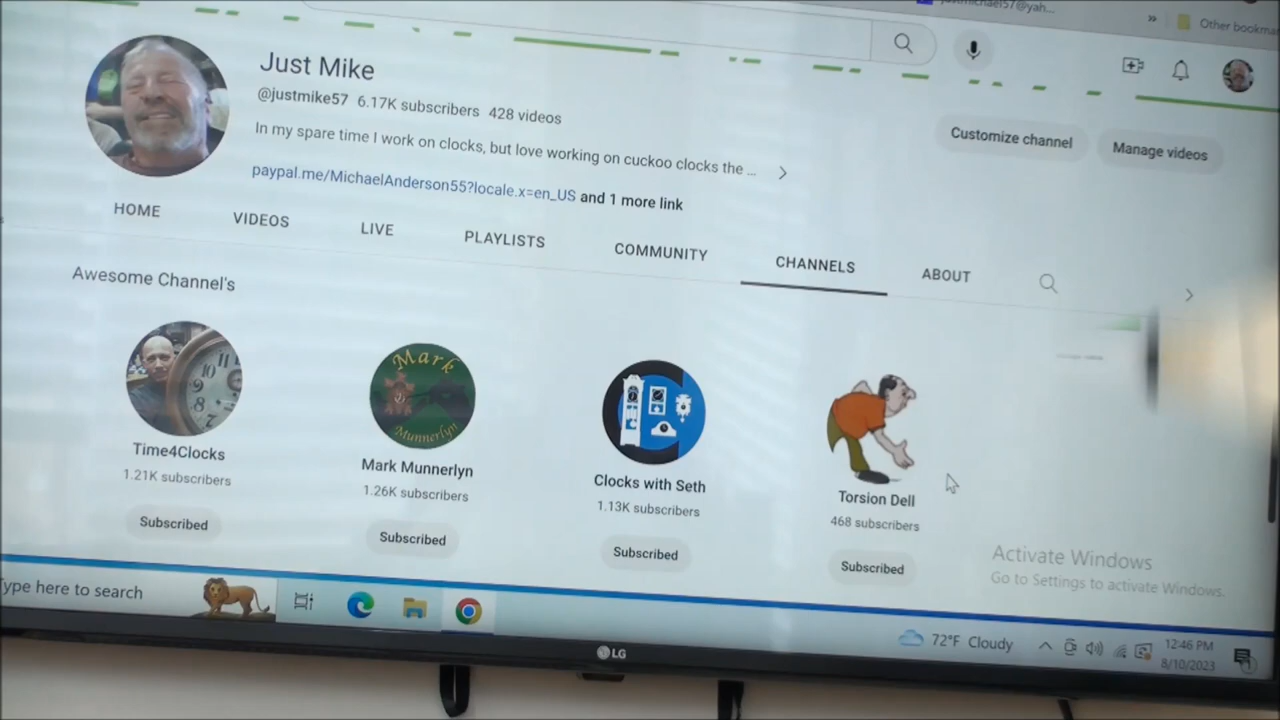 justmichael57@yah...
» Other bookmar
Just Mike
@justmike57 6.17K subscribers 428 videos
In my spare time I work on clocks, but love working on cuckoo clocks the ...
paypal.me/MichaelAnderson55?locale.x=en_US and 1 more link
Customize channel
Manage videos
HOME
VIDEOS
LIVE
PLAYLISTS
COMMUNITY
CHANNELS
ABOUT
Awesome Channel's
Mark
Munnerlyn
Time4Clocks
1.21K subscribers
Subscribed
Mark Munnerlyn
1.26K subscribers
Subscribed
Clocks with Seth
1.13K subscribers
Subscribed
Torsion Dell
468 subscribers
Subscribed
Activate Windows
Go to Settings to activate Windows.
Type here to search
72°F Cloudy
12:46 PM
8/10/2023
LG